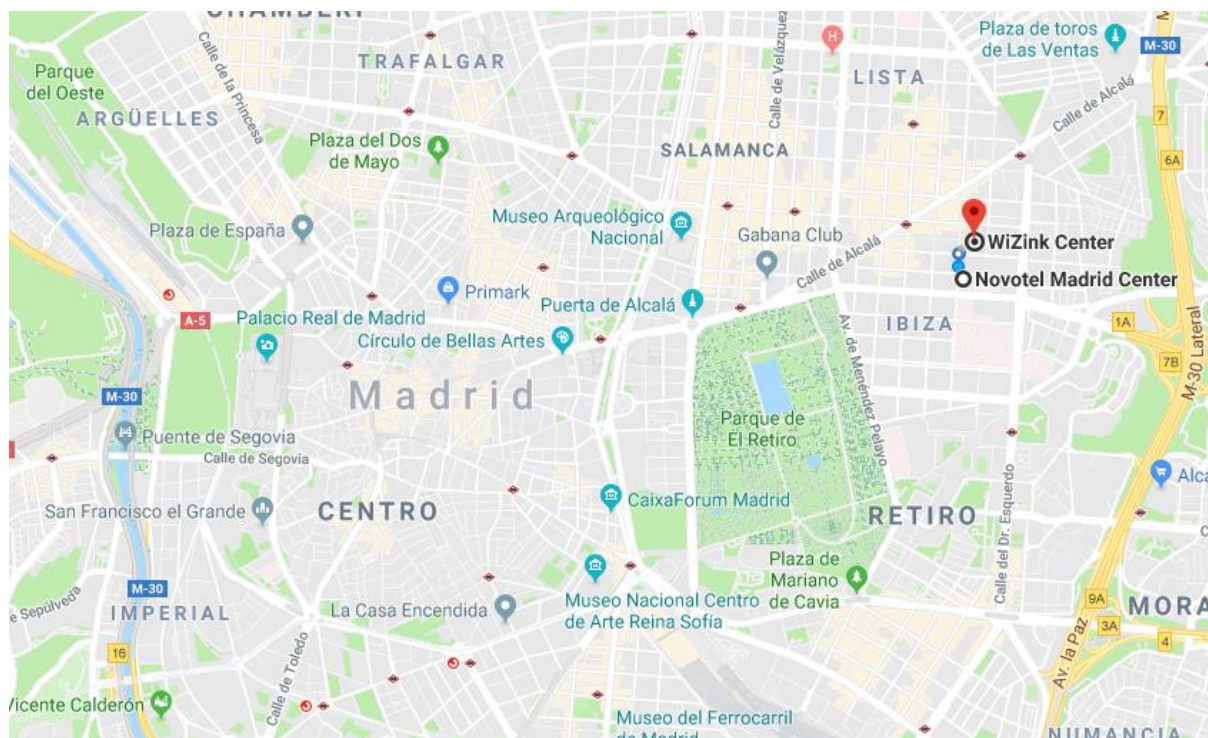 CHAMBERÍ
Plaza de toros
de Las Ventas
M-30
Calle de la Princesa
Calle de Velázquez
H
TRAFALGAR
LISTA
Parque
del Oeste
ARGÜELLES
Calle de Alcalá
7
Plaza del Dos
de Mayo
SALAMANCA
6A
Museo Arqueológico
Nacional
Plaza de España
Gabana Club
Calle de Alcalá
WiZink Center
Novotel Madrid Center
Primark
Puerta de Alcalá
A-5
Palacio Real de Madrid
Círculo de Bellas Artes
IBIZA
1A
Av. de Menéndez Pelayo
7B
M-30 Lateral
Madrid
M-30
Parque de
El Retiro
Puente de Segovia
Calle de Segovia
Alca
San Francisco el Grande
CENTRO
CaixaForum Madrid
RETIRO
Calle del Dr. Esquerdo
Plaza de
Mariano
de Cavia
M-30
e Sepúlveda
IMPERIAL
La Casa Encendida
Museo Nacional Centro
de Arte Reina Sofía
9A
MORA
3A
4
16
Calle de Toledo
Av. la Paz
Vicente Calderón
Museo del Ferrocarril
de Madrid
NUMANCIA